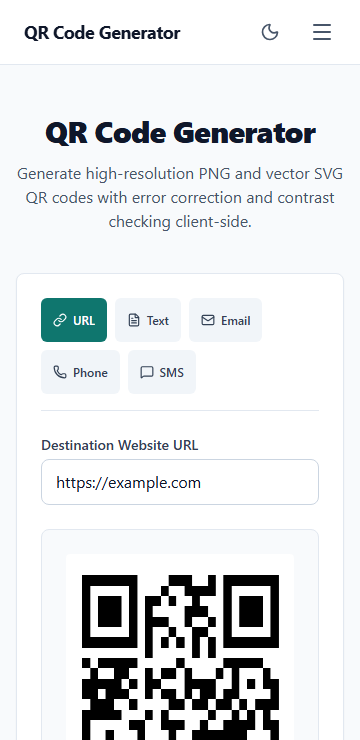 QR Code Generator
QR Code Generator
Generate high-resolution PNG and vector SVG
QR codes with error correction and contrast
checking client-side.
URL
Text
Email
Phone
SMS
Destination Website URL
https://example.com